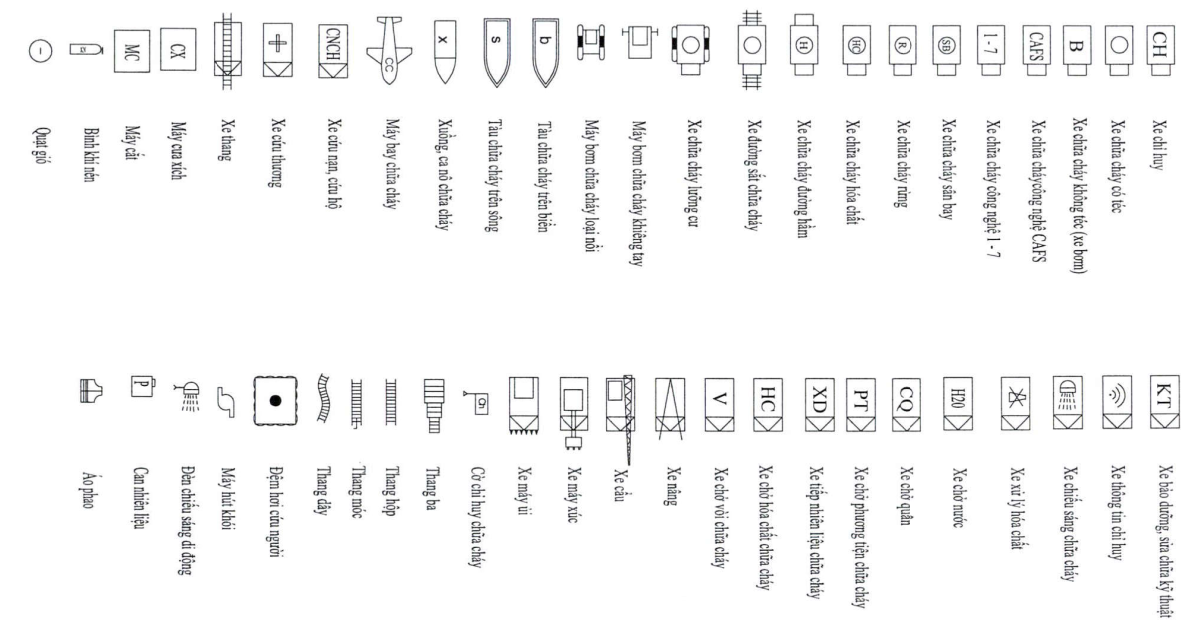 CH Xe chỉ huy
Xe chữa cháy có téc
B Xe chữa cháy không téc (xe bơm)
CAFS Xe chữa cháycông nghệ CAFS
1 - 7 Xe chữa cháy công nghệ 1 - 7
SB Xe chữa cháy sân bay
R Xe chữa cháy rừng
HC Xe chữa cháy hóa chất
H Xe chữa cháy đường hầm
Xe đường sắt chữa cháy
Xe chữa cháy lưỡng cư
Máy bơm chữa cháy khiêng tay
Máy bơm chữa cháy loại nổi
b Tàu chữa cháy trên biển
s Tàu chữa cháy trên sông
x Xuồng, ca nô chữa cháy
CC Máy bay chữa cháy
CNCH Xe cứu nạn, cứu hộ
Xe cứu thương
Xe thang
CX Máy cưa xích
MC Máy cắt
Bình khí nén
Quạt gió
KT Xe bảo dưỡng, sửa chữa kỹ thuật
Xe thông tin chỉ huy
Xe chiếu sáng chữa cháy
Xe xử lý hóa chất
H20 Xe chở nước
CQ Xe chở quân
PT Xe chở phương tiện chữa cháy
XD Xe tiếp nhiên liệu chữa cháy
HC Xe chở hóa chất chữa cháy
V Xe chở vòi chữa cháy
Xe nâng
Xe cẩu
Xe máy xúc
Xe máy ủi
Ch Cờ chỉ huy chữa cháy
Thang ba
Thang hộp
Thang móc
Thang dây
Đệm hơi cứu người
Máy hút khói
Đèn chiếu sáng di động
P Can nhiên liệu
Áo phao